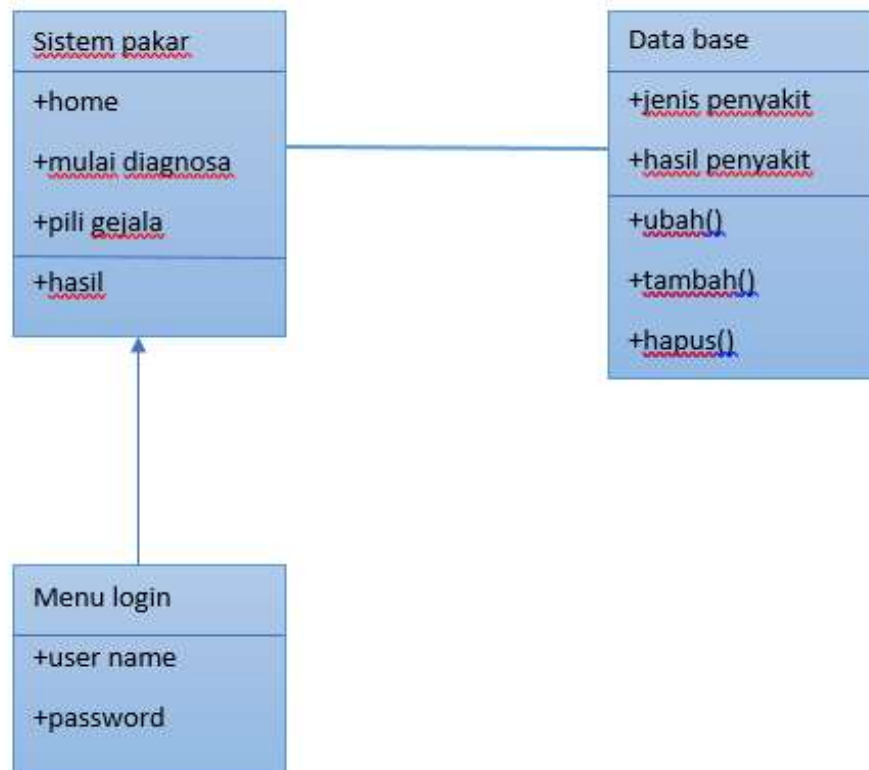 Sistem pakar
+home
+mulai diagnosa
+pili gejala
+hasil
Data base
+jenis penyakit
+hasil penyakit
+ubah()
+tambah()
+hapus()
Menu login
+user name
+password